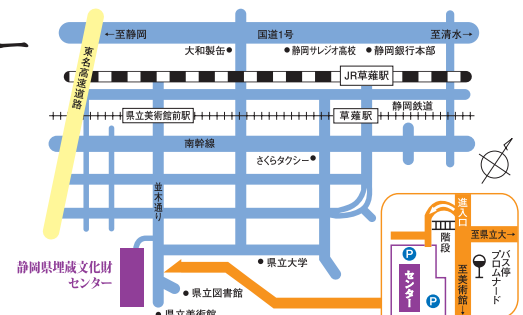 ←至静岡
国道1号
至清水→
大和製缶
静岡サレジオ高校
静岡銀行本部
東名高速道路
JR草薙駅
静岡鉄道
県立美術館前駅
草薙駅
南幹線
さくらタクシー
並木通り
進入口
階段
至県立大→
バス停
プロムナード
P
センター
至美術館→
P
静岡県埋蔵文化財
センター
県立大学
県立図書館
県立美術館